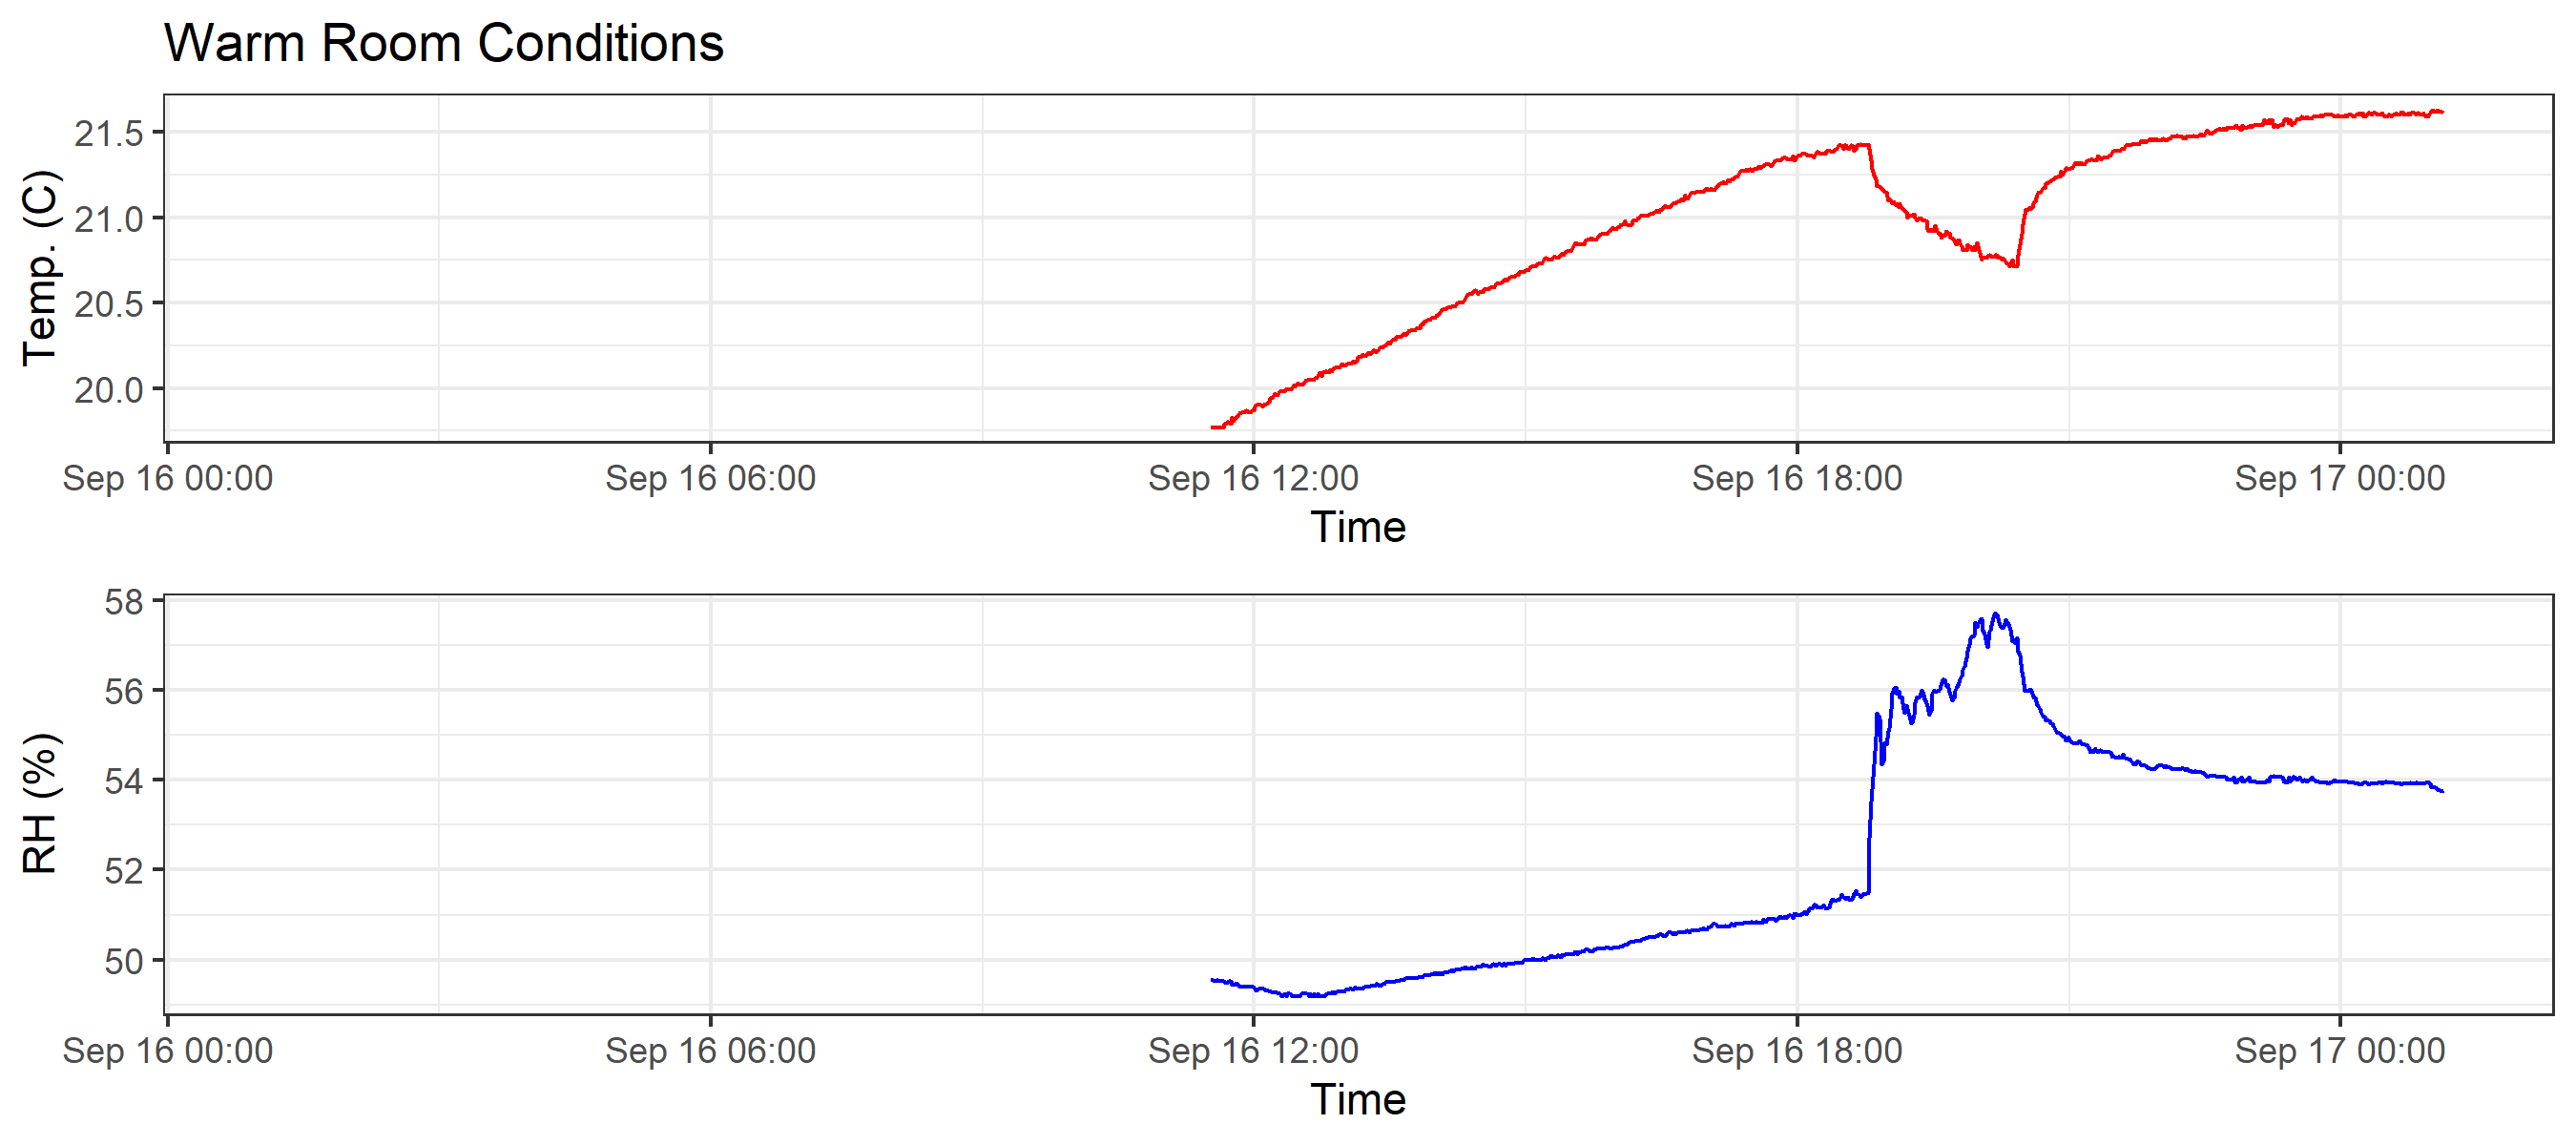 Warm Room Conditions
Temp. (C)
21.5
21.0
20.5
20.0
Sep 16 00:00 Sep 16 06:00 Sep 16 12:00 Sep 16 18:00 Sep 17 00:00
Time
RH (%)
58
56
54
52
50
Sep 16 00:00 Sep 16 06:00 Sep 16 12:00 Sep 16 18:00 Sep 17 00:00
Time